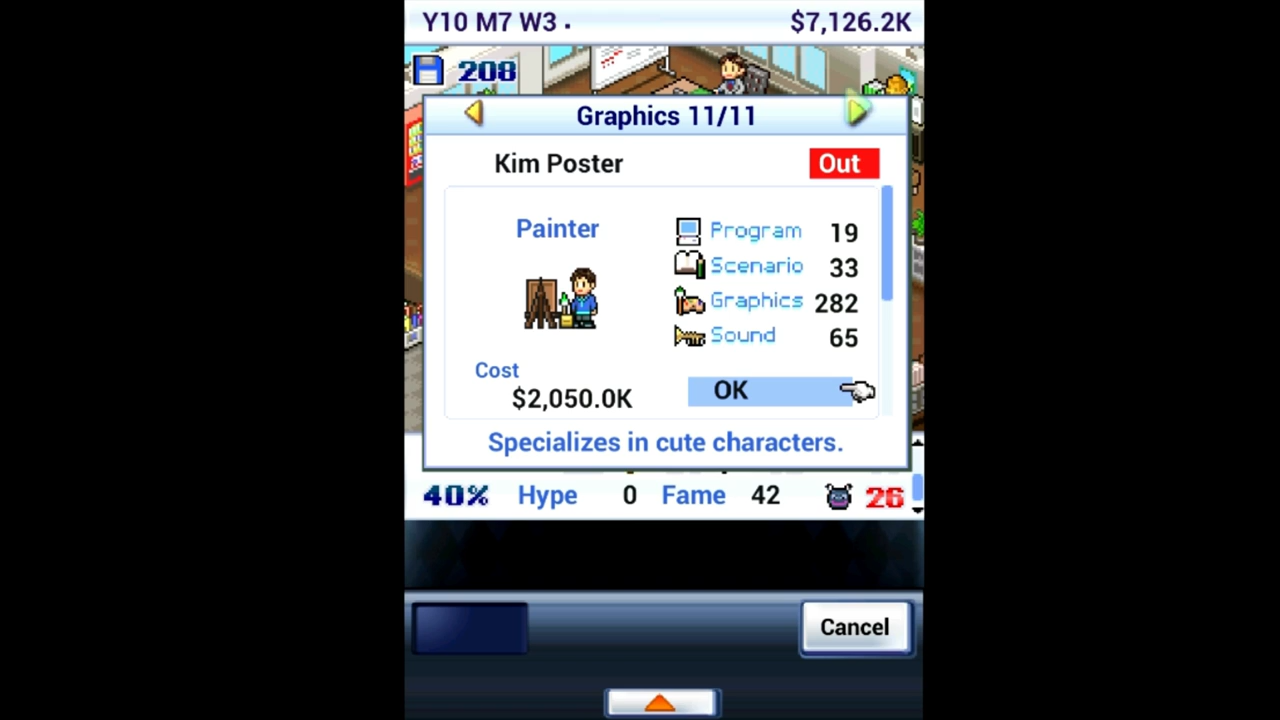 Y10 M7 W3 . $7,126.2K
208
Graphics 11/11
Kim Poster Out
Painter
Program 19
Scenario 33
Graphics 282
Sound 65
Cost
$2,050.0K
OK
Specializes in cute characters.
40% Hype 0 Fame 42 26
Cancel